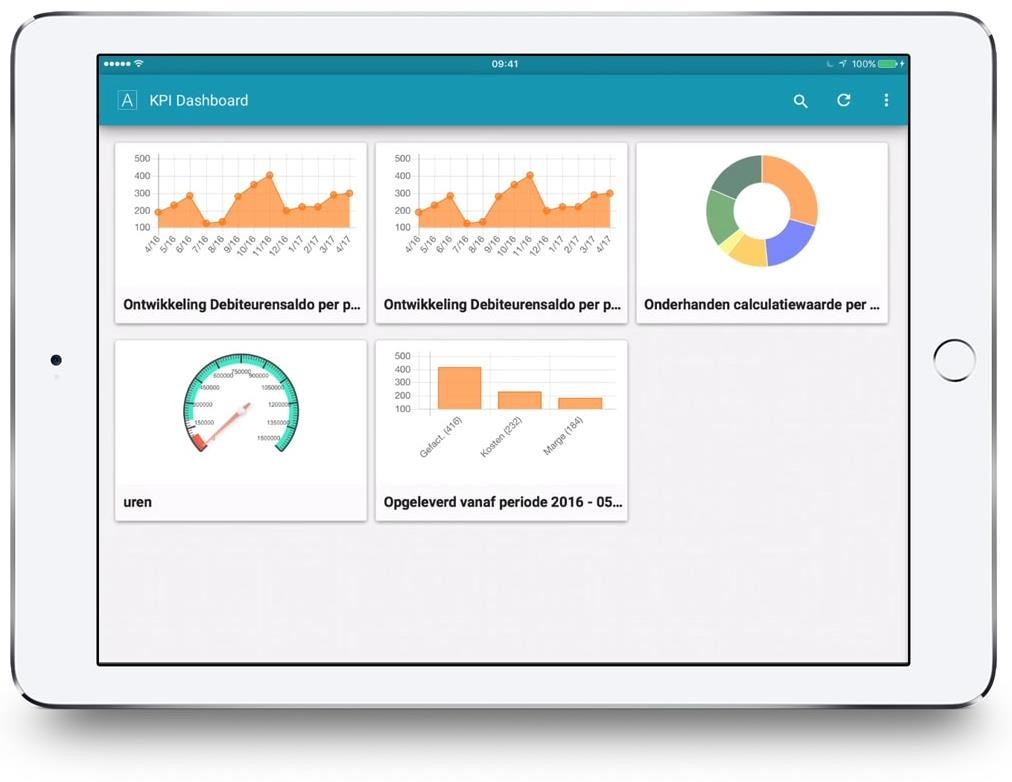 09:41
100%
A KPI Dashboard
500
400
300
200
100
4/16 5/16 6/16 7/16 8/16 9/16 10/16 11/16 12/16 1/17 2/17 3/17 4/17
Ontwikkeling Debiteurensaldo per p...
500
400
300
200
100
4/16 5/16 6/16 7/16 8/16 9/16 10/16 11/16 12/16 1/17 2/17 3/17 4/17
Ontwikkeling Debiteurensaldo per p...
Onderhanden calculatiewaarde per ...
150000 300000 450000 600000 750000 900000 1050000 1200000 1350000 1500000
uren
500
400
300
200
100
Gefact. (416) Kosten (232) Marge (184)
Opgeleverd vanaf periode 2016 - 05...